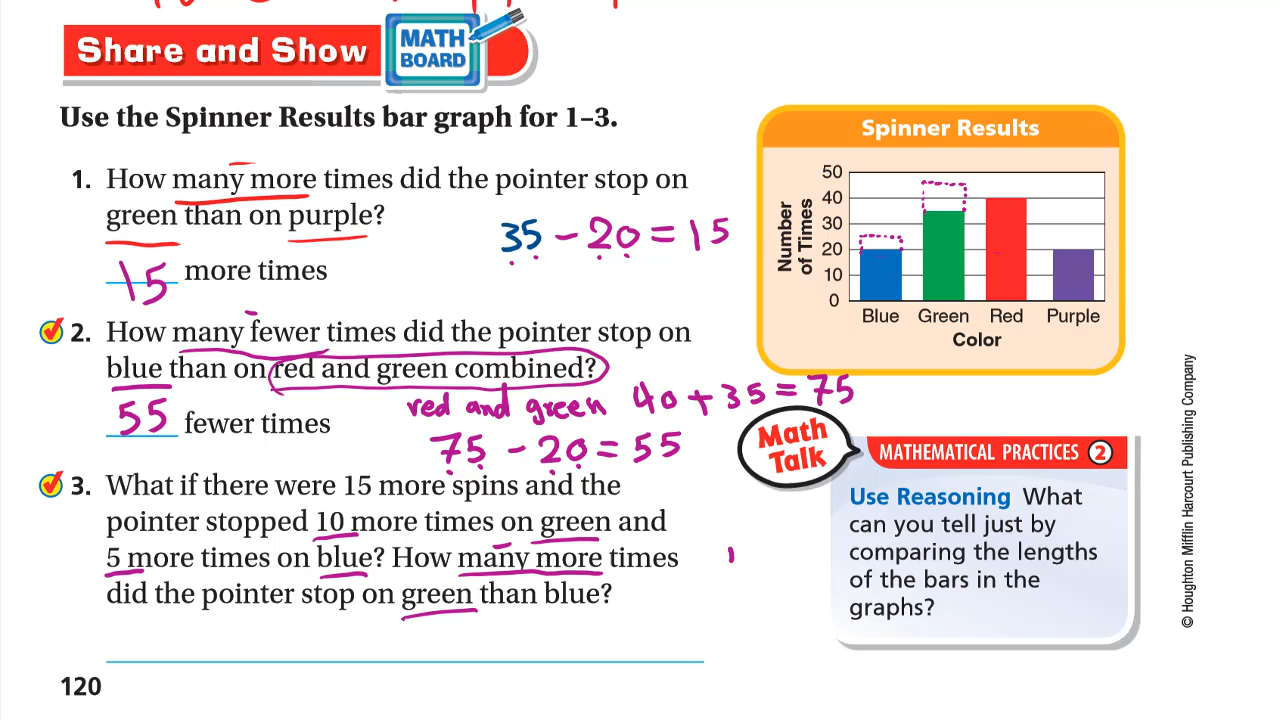 Share and Show
MATH
BOARD
Use the Spinner Results bar graph for 1–3.
1. How many more times did the pointer stop on
green than on purple?
35 - 20 = 15
15 more times
2. How many fewer times did the pointer stop on
blue than on red and green combined?
red and green 40 + 35 = 75
55 fewer times
75 - 20 = 55
3. What if there were 15 more spins and the
pointer stopped 10 more times on green and
5 more times on blue? How many more times
did the pointer stop on green than blue?
120
Spinner Results
Number
of Times
50
40
30
20
10
0
Blue Green Red Purple
Color
Math
Talk
MATHEMATICAL PRACTICES 2
Use Reasoning What
can you tell just by
comparing the lengths
of the bars in the
graphs?
© Houghton Mifflin Harcourt Publishing Company